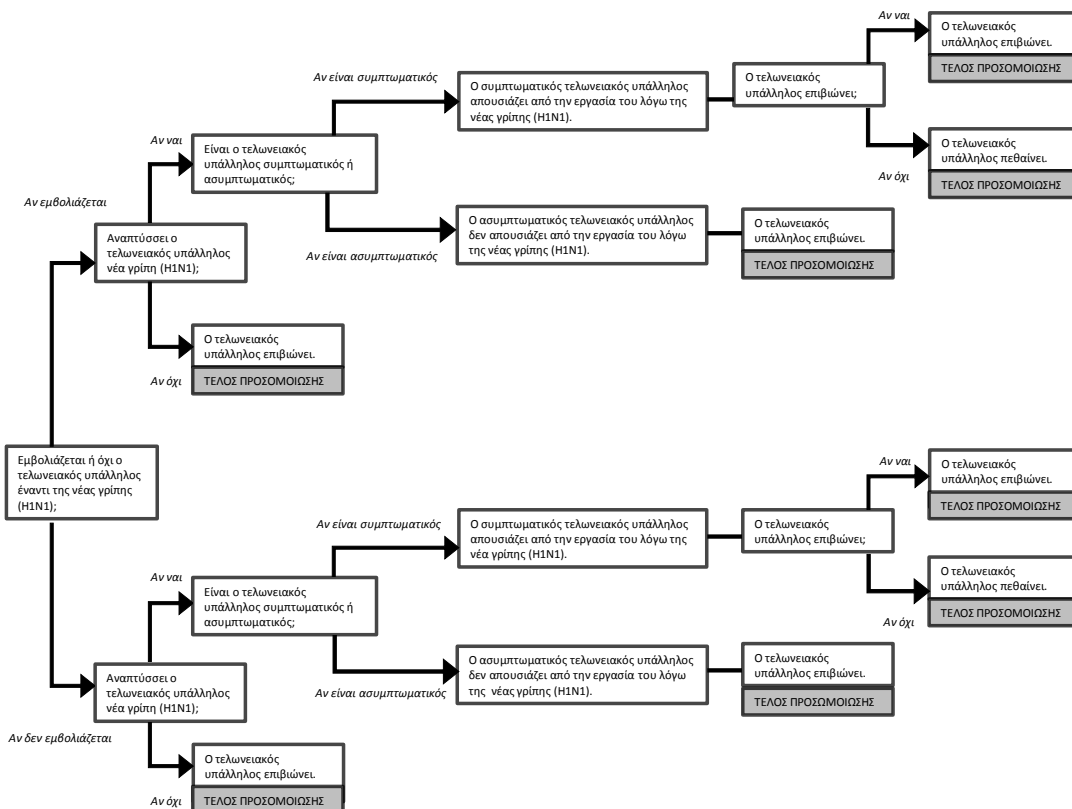 Αν ναι
Ο τελωνειακός
υπάλληλος επιβιώνει.
ΤΕΛΟΣ ΠΡΟΣΟΜΟΙΩΣΗΣ
Αν είναι συμπτωματικός
Ο συμπτωματικός τελωνειακός υπάλληλος
απουσιάζει από την εργασία του λόγω της
νέας γρίπης (H1N1).
Ο τελωνειακός
υπάλληλος επιβιώνει;
Αν ναι
Είναι ο τελωνειακός
υπάλληλος συμπτωματικός ή
ασυμπτωματικός;
Ο τελωνειακός
υπάλληλος πεθαίνει.
Αν όχι
ΤΕΛΟΣ ΠΡΟΣΟΜΟΙΩΣΗΣ
Αν εμβολιάζεται
Αναπτύσσει ο
τελωνειακός υπάλληλος
νέα γρίπη (H1N1);
Αν είναι ασυμπτωματικός
Ο ασυμπτωματικός τελωνειακός υπάλληλος
δεν απουσιάζει από την εργασία του λόγω
της νέας γρίπης (H1N1).
Ο τελωνειακός
υπάλληλος επιβιώνει.
ΤΕΛΟΣ ΠΡΟΣΟΜΟΙΩΣΗΣ
Ο τελωνειακός
υπάλληλος επιβιώνει.
Αν όχι
ΤΕΛΟΣ ΠΡΟΣΟΜΟΙΩΣΗΣ
Εμβολιάζεται ή όχι ο
τελωνειακός υπάλληλος
έναντι της νέας γρίπης
(H1N1);
Αν ναι
Ο τελωνειακός
υπάλληλος επιβιώνει.
ΤΕΛΟΣ ΠΡΟΣΟΜΟΙΩΣΗΣ
Αν είναι συμπτωματικός
Ο συμπτωματικός τελωνειακός υπάλληλος
απουσιάζει από την εργασία του λόγω της
νέα γρίπης (H1N1).
Ο τελωνειακός
υπάλληλος επιβιώνει;
Αν ναι
Είναι ο τελωνειακός
υπάλληλος συμπτωματικός ή
ασυμπτωματικός;
Ο τελωνειακός
υπάλληλος πεθαίνει.
Αν όχι
ΤΕΛΟΣ ΠΡΟΣΟΜΟΙΩΣΗΣ
Αναπτύσσει ο
τελωνειακός υπάλληλος
νέα γρίπη (H1N1);
Αν είναι ασυμπτωματικός
Ο ασυμπτωματικός τελωνειακός υπάλληλος
δεν απουσιάζει από την εργασία του λόγω
της νέας γρίπης (H1N1).
Ο τελωνειακός
υπάλληλος επιβιώνει.
ΤΕΛΟΣ ΠΡΟΣΩΜΟΙΩΣΗΣ
Αν δεν εμβολιάζεται
Ο τελωνειακός
υπάλληλος επιβιώνει.
Αν όχι
ΤΕΛΟΣ ΠΡΟΣΟΜΟΙΩΣΗΣ